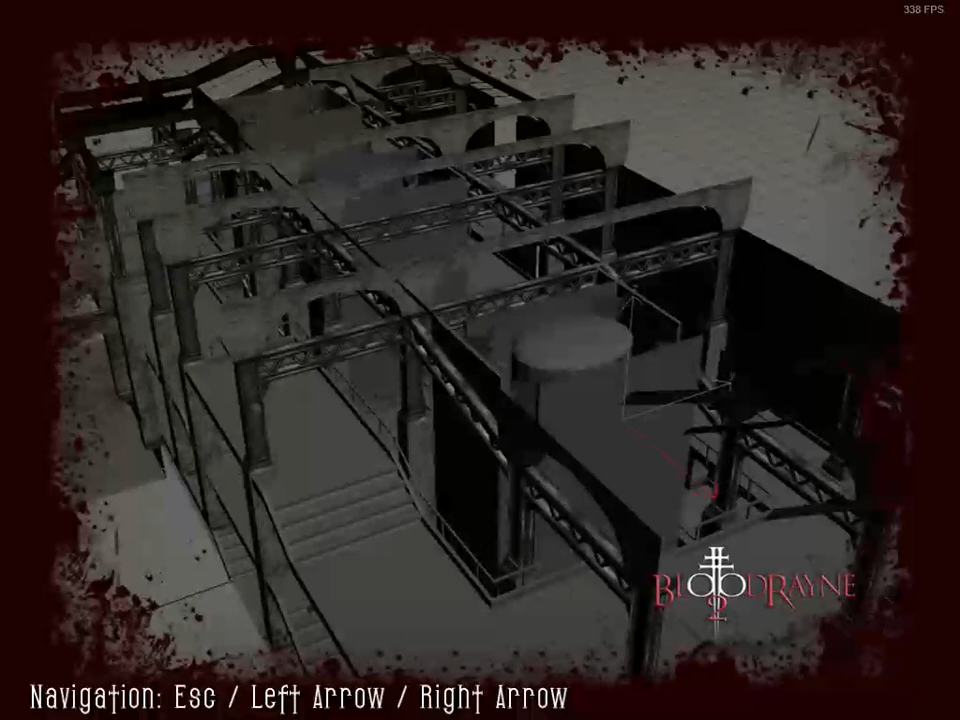 338 FPS
BLOODRAYNE
2
Navigation: Esc / Left Arrow / Right Arrow